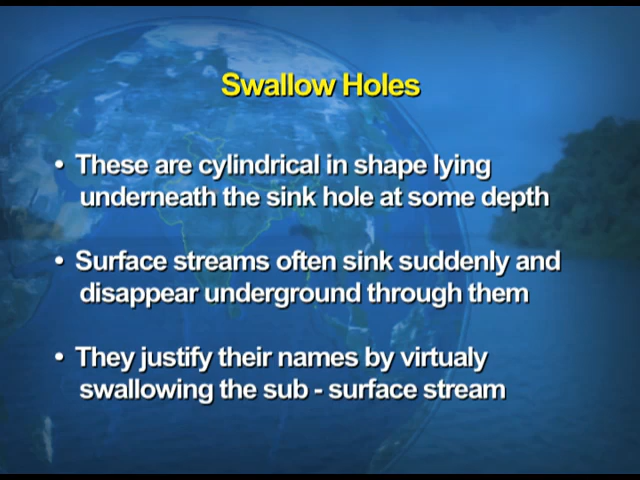 Swallow Holes
• These are cylindrical in shape lying
underneath the sink hole at some depth
• Surface streams often sink suddenly and
disappear underground through them
• They justify their names by virtualy
swallowing the sub - surface stream